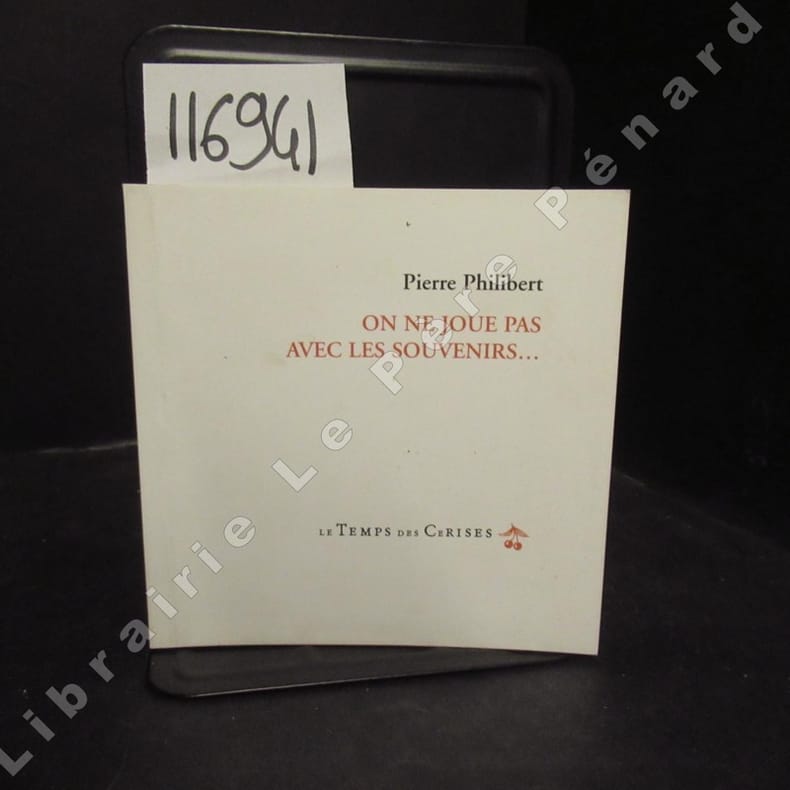 116941
Pierre Philibert
ON NE JOUE PAS
AVEC LES SOUVENIRS...
LE TEMPS DES CERISES
Librairie Le Père Pénard